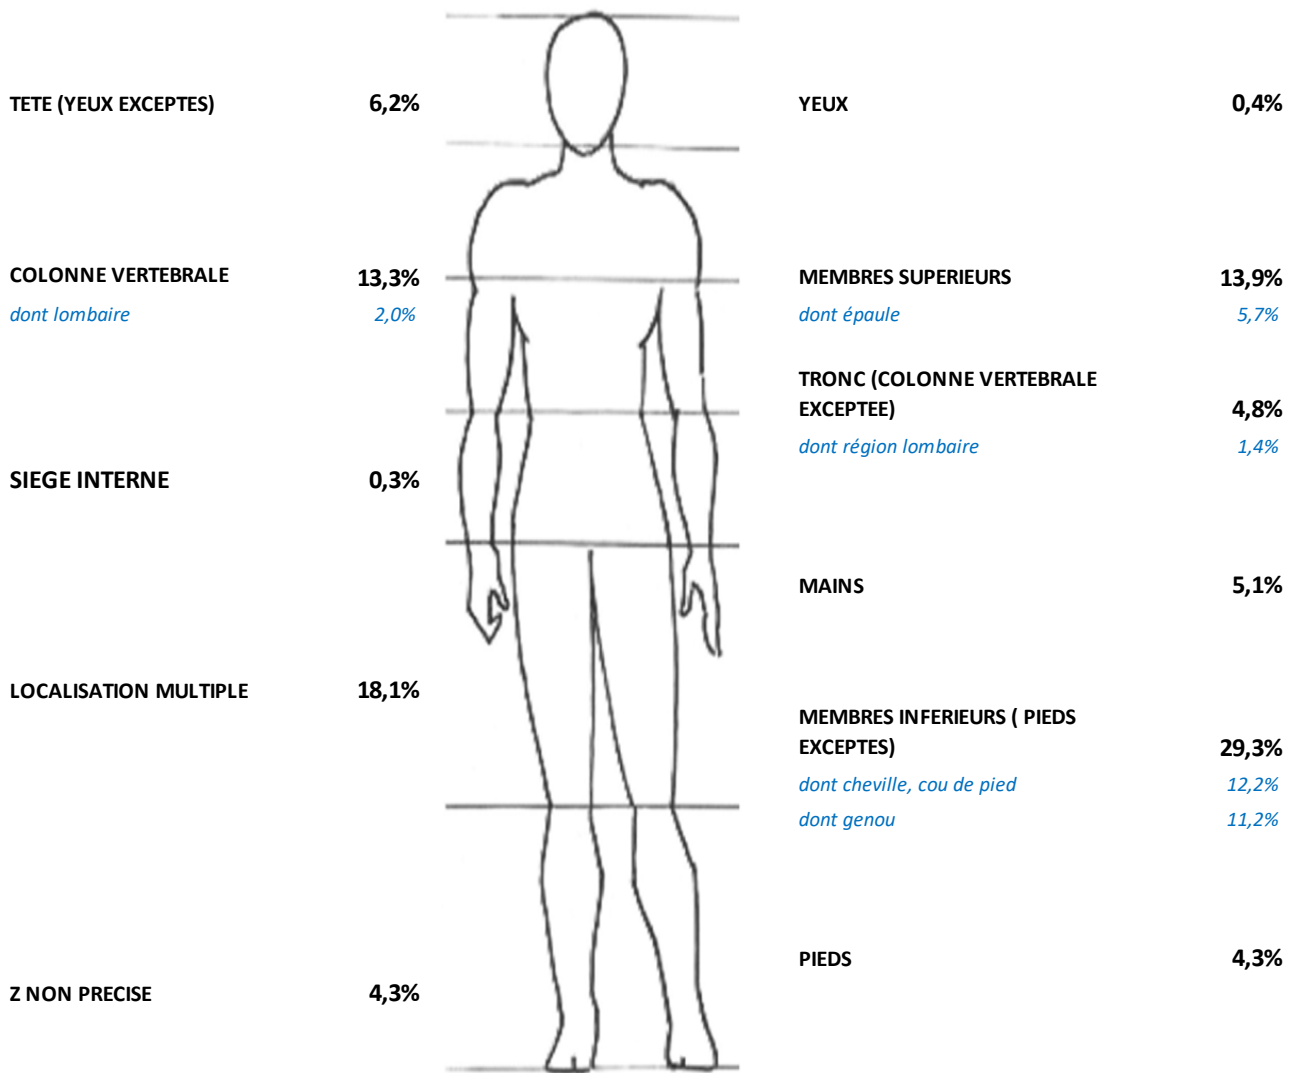 TETE (YEUX EXCEPTES) 6,2%
YEUX 0,4%
COLONNE VERTEBRALE 13,3%
dont lombaire 2,0%
MEMBRES SUPERIEURS 13,9%
dont épaule 5,7%
TRONC (COLONNE VERTEBRALE
EXCEPTEE) 4,8%
dont région lombaire 1,4%
SIEGE INTERNE 0,3%
MAINS 5,1%
LOCALISATION MULTIPLE 18,1%
MEMBRES INFERIEURS ( PIEDS
EXCEPTES) 29,3%
dont cheville, cou de pied 12,2%
dont genou 11,2%
PIEDS 4,3%
Z NON PRECISE 4,3%